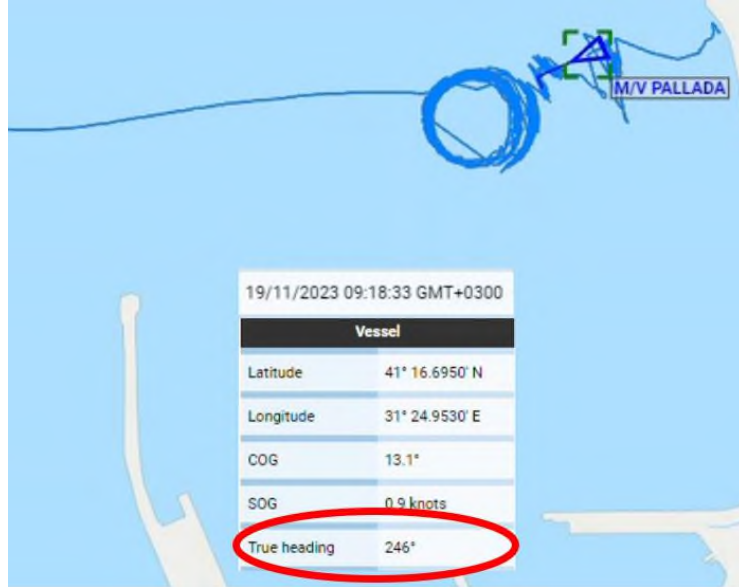 M/V PALLADA
19/11/2023 09:18:33 GMT+0300
Vessel
Latitude 41° 16.6950' N
Longitude 31° 24.9530' E
COG 13.1°
SOG 0.9 knots
True heading 246°